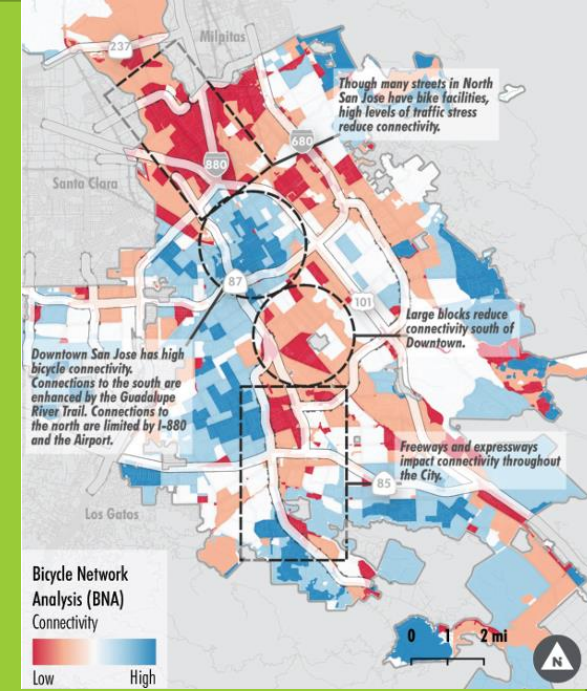 237
Milpitas
Though many streets in North
San Jose have bike facilities,
high levels of traffic stress
reduce connectivity.
680
880
Santa Clara
87
101
Large blocks reduce
connectivity south of
Downtown.
Downtown San Jose has high
bicycle connectivity.
Connections to the south are
enhanced by the Guadalupe
River Trail. Connections to
the north are limited by I-880
and the Airport.
Freeways and expressways
impact connectivity throughout
the City.
85
Los Gatos
Bicycle Network
Analysis (BNA)
Connectivity
Low High
0 1 2 mi
N